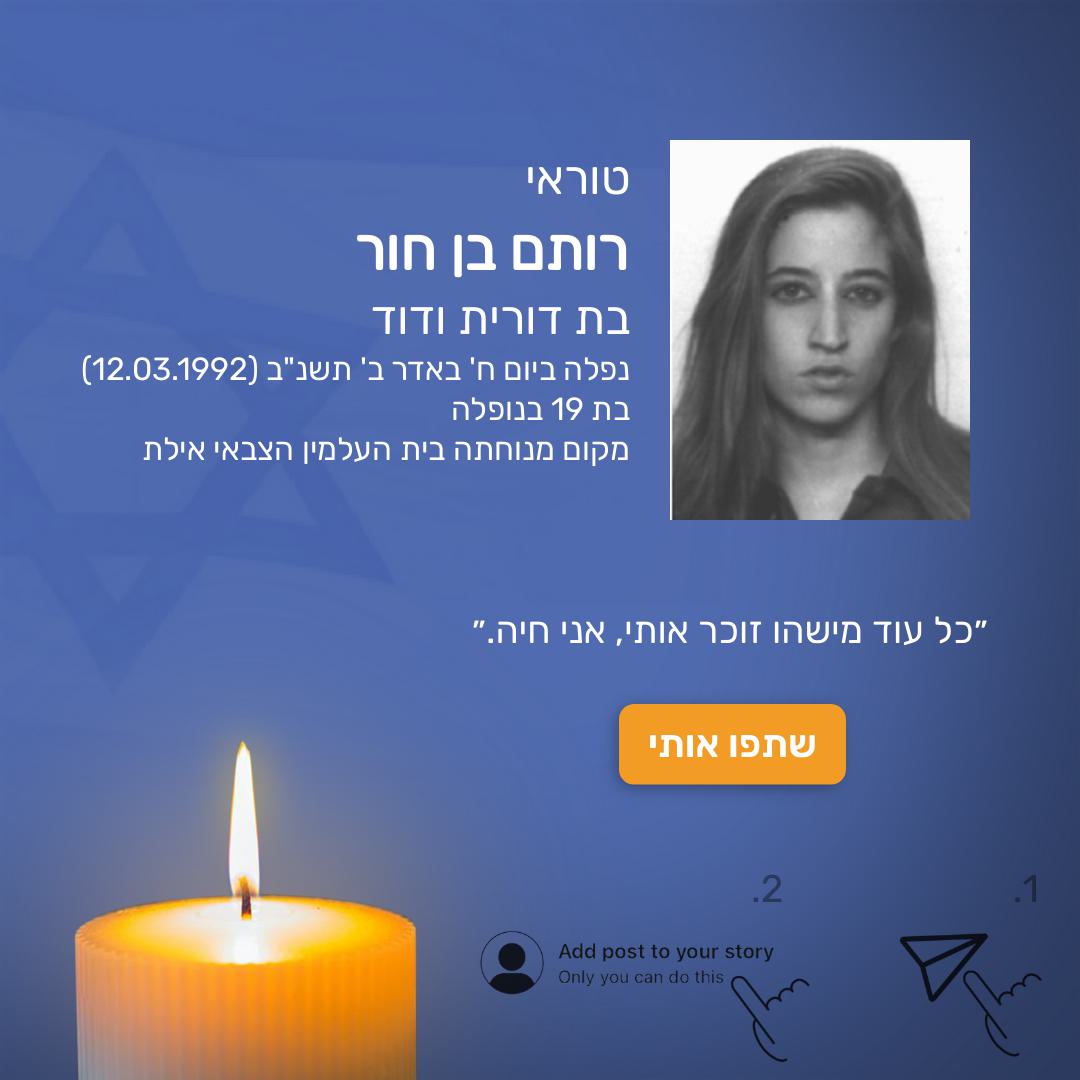 טוראי
רותם בן חור
בת דורית ודוד
נפלה ביום ח' באדר ב' תשנ"ב (12.03.1992)
בת 19 בנופלה
מקום מנוחתה בית העלמין הצבאי אילת
״כל עוד מישהו זוכר אותי, אני חיה.״
שתפו אותי
.1
.2
Add post to your story
Only you can do this